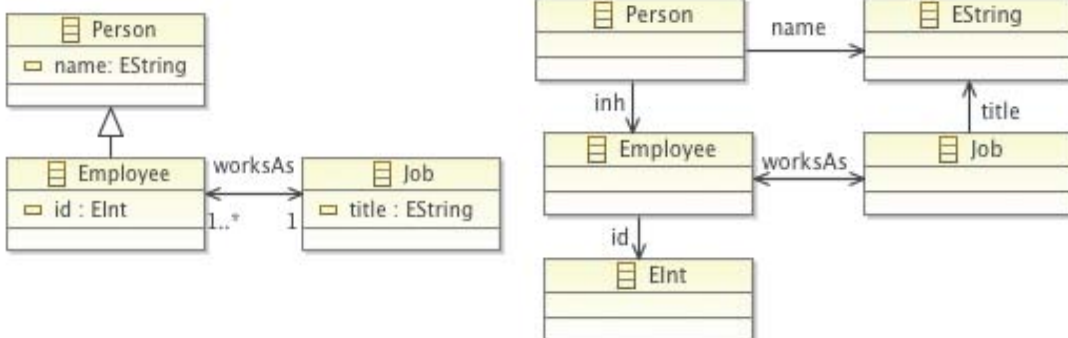 Person
name: EString
Employee
id : EInt
worksAs
1..*
1
Job
title : EString
Person
name
EString
inh
title
Employee
worksAs
Job
id
EInt